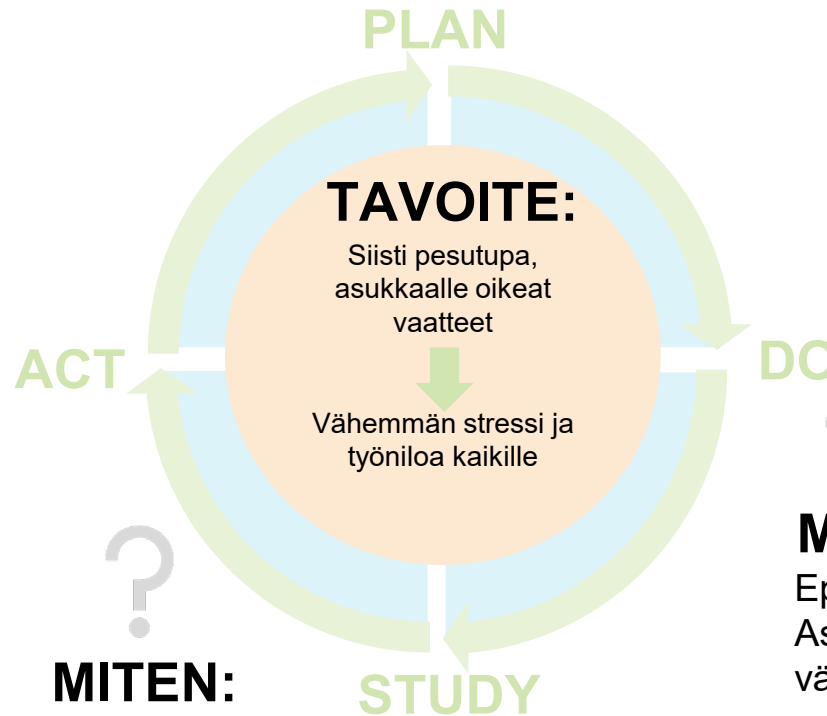 PLAN
TAVOITE:
Siisti pesutupa,
asukkaalle oikeat
vaatteet
ACT
Vähemmän stressi ja
työniloa kaikille
?
MITEN:
STUDY